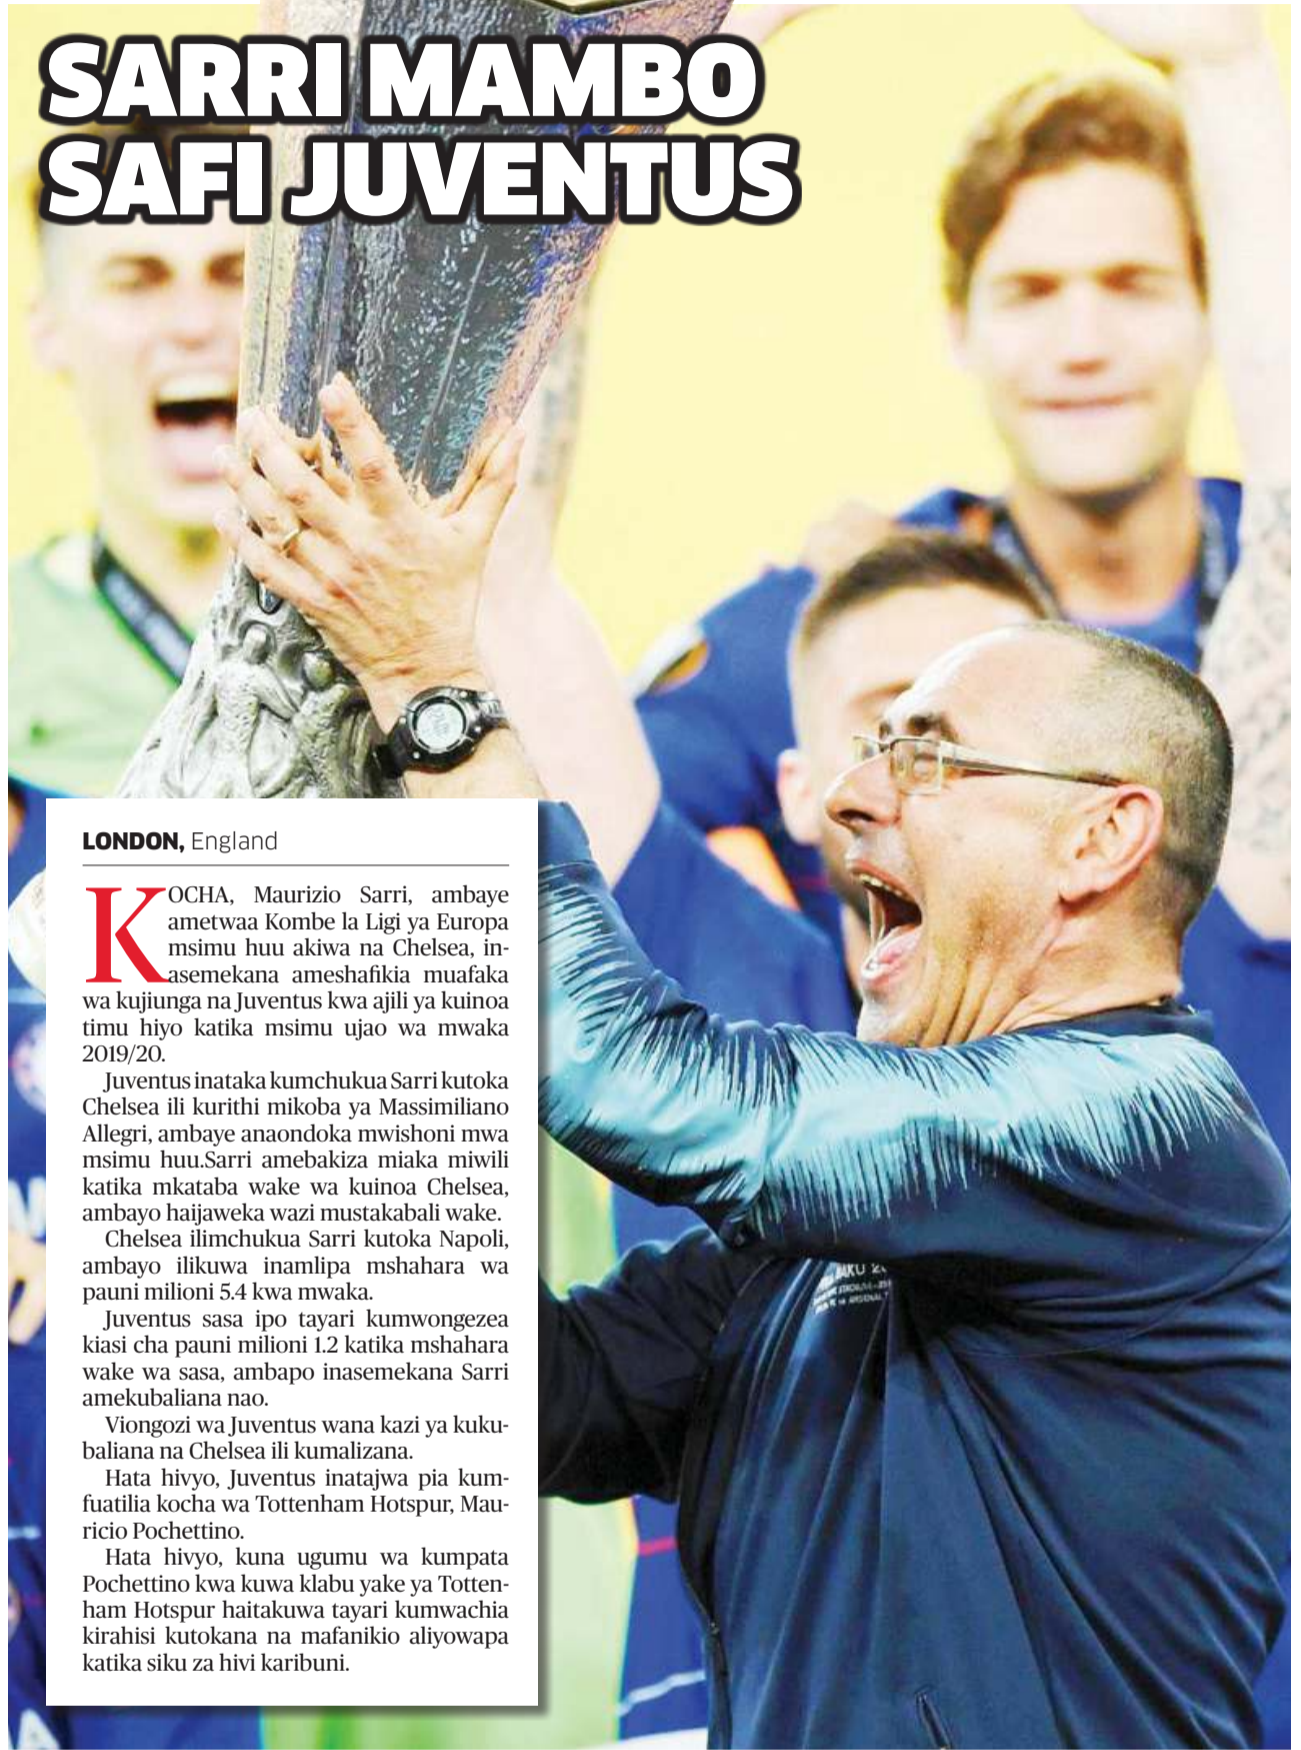 SARRI MAMBO
SAFI JUVENTUS
LONDON, England
KOCHA, Maurizio Sarri, ambaye
ametwaa Kombe la Ligi ya Europa
msimu huu akiwa na Chelsea, in-
asemekana ameshafikia muafaka
wa kujiunga na Juventus kwa ajili ya kuinoa
timu hiyo katika msimu ujao wa mwaka
2019/20.
Juventus inataka kumchukua Sarri kutoka
Chelsea ili kurithi mikoba ya Massimiliano
Allegri, ambaye anaondoka mwishoni mwa
msimu huu.Sarri amebakiza miaka miwili
katika mkataba wake wa kuinoa Chelsea,
ambayo haijaweka wazi mustakabali wake.
Chelsea ilimchukua Sarri kutoka Napoli,
ambayo ilikuwa inamlipa mshahara wa
pauni milioni 5.4 kwa mwaka.
Juventus sasa ipo tayari kumwongezea
kiasi cha pauni milioni 1.2 katika mshahara
wake wa sasa, ambapo inasemekana Sarri
amekubaliana nao.
Viongozi wa Juventus wana kazi ya kuku-
baliana na Chelsea ili kumalizana.
Hata hivyo, Juventus inatajwa pia kum-
fuatilia kocha wa Tottenham Hotspur, Mau-
ricio Pochettino.
Hata hivyo, kuna ugumu wa kumpata
Pochettino kwa kuwa klabu yake ya Totten-
ham Hotspur haitakuwa tayari kumwachia
kirahisi kutokana na mafanikio aliyowapa
katika siku za hivi karibuni.